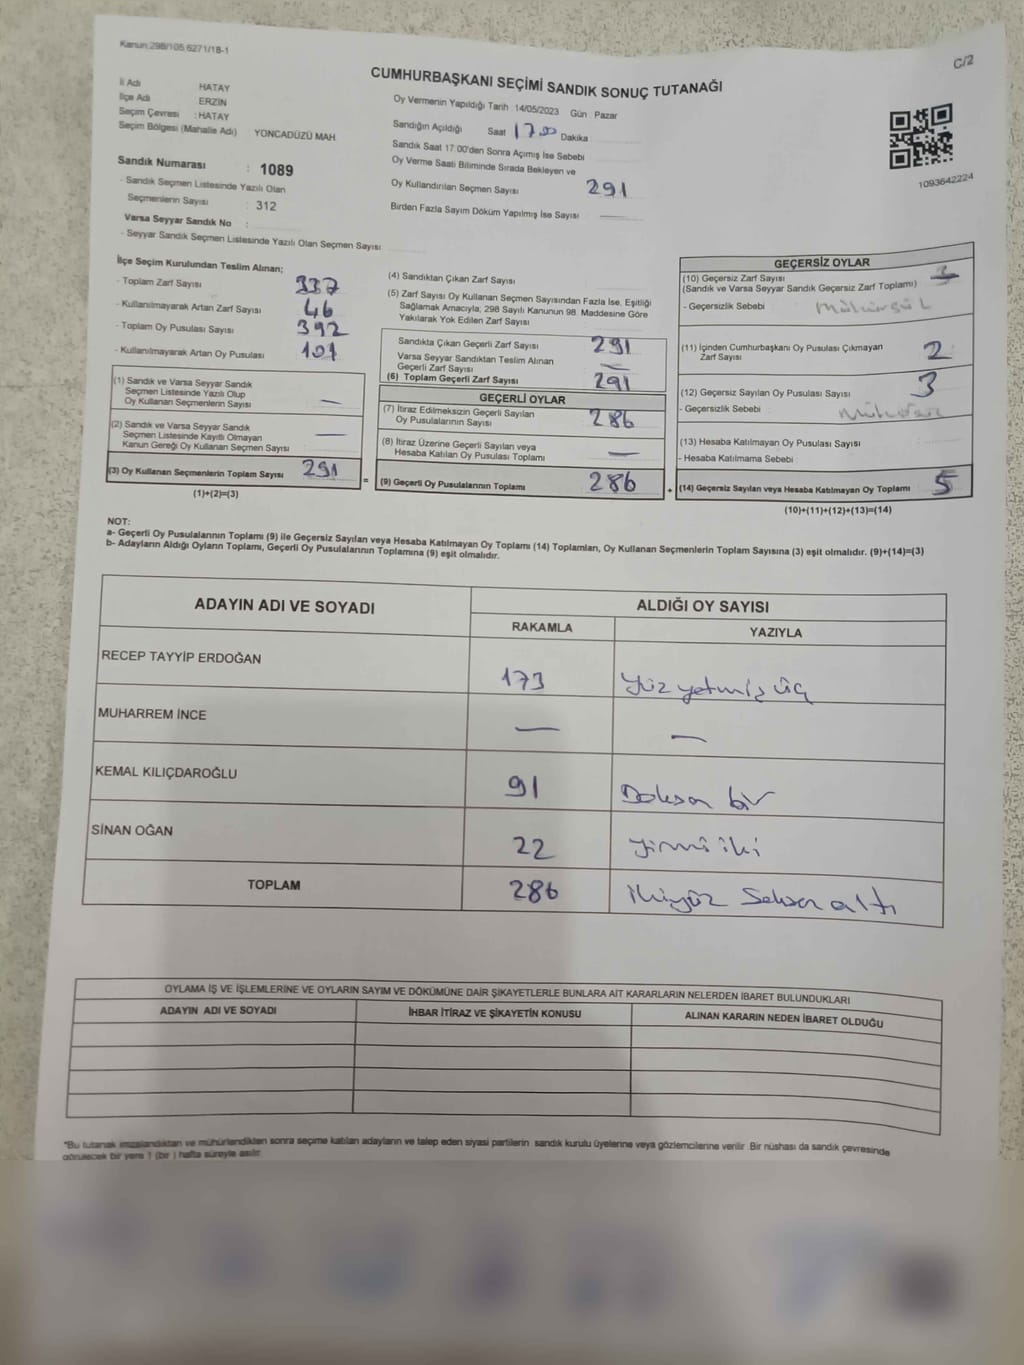 Kanun:298/105,6271/18-1
C/2
CUMHURBAŞKANI SEÇİMİ SANDIK SONUÇ TUTANAĞI
İl Adı HATAY
İlçe Adı ERZİN
Seçim Çevresi : HATAY
Seçim Bölgesi (Mahalle Adı) YONCADÜZÜ MAH.
Sandık Numarası : 1089
- Sandık Seçmen Listesinde Yazılı Olan
Seçmenlerin Sayısı : 312
Varsa Seyyar Sandık No :
- Seyyar Sandık Seçmen Listesinde Yazılı Olan Seçmen Sayısı
Oy Vermenin Yapıldığı Tarih : 14/05/2023 Gün : Pazar
Sandığın Açıldığı Saat 17.00 Dakika
Sandık Saat 17:00'den Sonra Açımış İse Sebebi
Oy Verme Saati Bitiminde Sırada Bekleyen ve
Oy Kullandırılan Seçmen Sayısı 291
Birden Fazla Sayım Döküm Yapılmış İse Sayısı —
1093642224
İlçe Seçim Kurulundan Teslim Alınan;
- Toplam Zarf Sayısı 337
- Kullanılmayarak Artan Zarf Sayısı 46
- Toplam Oy Pusulası Sayısı 392
- Kullanılmayarak Artan Oy Pusulası 101
(1) Sandık ve Varsa Seyyar Sandık
Seçmen Listesinde Yazılı Olup
Oy Kullanan Seçmenlerin Sayısı —
(2) Sandık ve Varsa Seyyar Sandık
Seçmen Listesinde Kayıtlı Olmayan
Kanun Gereği Oy Kullanan Seçmen Sayısı —
(3) Oy Kullanan Seçmenlerin Toplam Sayısı 291
(1)+(2)=(3)
(4) Sandıktan Çıkan Zarf Sayısı
(5) Zarf Sayısı Oy Kullanan Seçmen Sayısından Fazla İse, Eşitliği
Sağlamak Amacıyla; 298 Sayılı Kanunun 98. Maddesine Göre
Yakılarak Yok Edilen Zarf Sayısı
Sandıkta Çıkan Geçerli Zarf Sayısı 291
Varsa Seyyar Sandıktan Teslim Alınan
Geçerli Zarf Sayısı —
(6) Toplam Geçerli Zarf Sayısı 291
GEÇERLİ OYLAR
(7) İtiraz Edilmeksizin Geçerli Sayılan
Oy Pusulalarının Sayısı 286
(8) İtiraz Üzerine Geçerli Sayılan veya
Hesaba Katılan Oy Pusulası Toplamı —
= (9) Geçerli Oy Pusulalarının Toplamı 286
GEÇERSİZ OYLAR
(10) Geçersiz Zarf Sayısı
(Sandık ve Varsa Seyyar Sandık Geçersiz Zarf Toplamı)
- Geçersizlik Sebebi
(11) İçinden Cumhurbaşkanı Oy Pusulası Çıkmayan
Zarf Sayısı 2
(12) Geçersiz Sayılan Oy Pusulası Sayısı 3
- Geçersizlik Sebebi :
(13) Hesaba Katılmayan Oy Pusulası Sayısı
- Hesaba Katılmama Sebebi
+ (14) Geçersiz Sayılan veya Hesaba Katılmayan Oy Toplamı 5
(10)+(11)+(12)+(13)=(14)
NOT:
a- Geçerli Oy Pusulalarının Toplamı (9) ile Geçersiz Sayılan veya Hesaba Katılmayan Oy Toplamı (14) Toplamları, Oy Kullanan Seçmenlerin Toplam Sayısına (3) eşit olmalıdır. (9)+(14)=(3)
b- Adayların Aldığı Oyların Toplamı, Geçerli Oy Pusulalarının Toplamına (9) eşit olmalıdır.
ADAYIN ADI VE SOYADI ALDIĞI OY SAYISI
RAKAMLA YAZIYLA
RECEP TAYYİP ERDOĞAN 173 Yüz yetmiş üç
MUHARREM İNCE — —
KEMAL KILIÇDAROĞLU 91 Doksan bir
SİNAN OĞAN 22 yirmi iki
TOPLAM 286 ikiyüz Seksen altı
OYLAMA İŞ VE İŞLEMLERİNE VE OYLARIN SAYIM VE DÖKÜMÜNE DAİR ŞİKAYETLERLE BUNLARA AİT KARARLARIN NELERDEN İBARET BULUNDUKLARI
ADAYIN ADI VE SOYADI İHBAR İTİRAZ VE ŞİKAYETİN KONUSU ALINAN KARARIN NEDEN İBARET OLDUĞU
*Bu tutanak imzalandıktan ve mühürlendikten sonra seçime katılan adayların ve talep eden siyasi partilerin sandık kurulu üyelerine veya gözlemcilerine verilir. Bir nüshası da sandık çevresinde
görülecek bir yere 1 (bir ) hafta süreyle asılır.